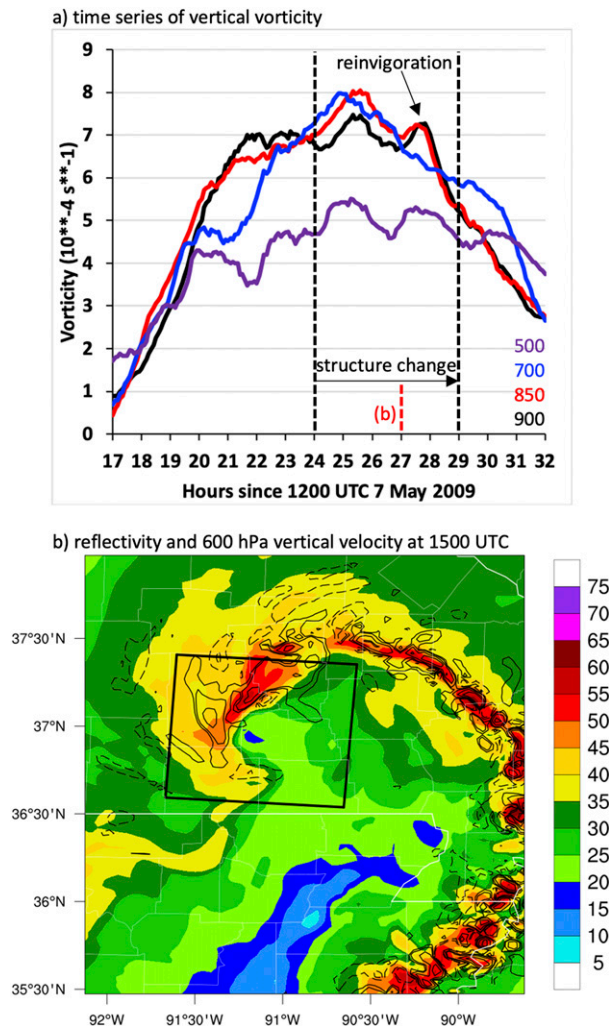 a) time series of vertical vorticity
reinvigoration
9
8
7
6
5
4
3
2
1
0
Vorticity (10**-4 s**-1)
500
700
structure change
850
(b)
900
17 18 19 20 21 22 23 24 25 26 27 28 29 30 31 32
Hours since 1200 UTC 7 May 2009
b) reflectivity and 600 hPa vertical velocity at 1500 UTC
75
70
65
60
55
50
45
40
35
30
25
20
15
10
5
37°30'N
37°N
36°30'N
36°N
35°30'N
92°W 91°30'W 91°W 90°30'W 90°W